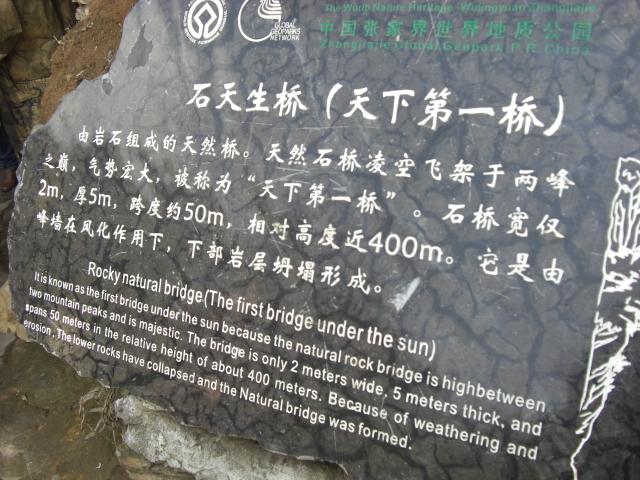 GLOBAL
GEOPARKS
NETWORK
The World Nature Heritage Wulingyuan Zhangjiajie
中国张家界世界地质公园
Zhangjiajie Global Geopark, P.R.China
石天生桥（天下第一桥）
由岩石组成的天然桥。天然石桥凌空飞架于两峰
之巅，气势宏大，被称为“天下第一桥”。石桥宽仅
2m，厚5m，跨度约50m，相对高度近400m。它是由
峰墙在风化作用下，下部岩层坍塌形成。
Rocky natural bridge(The first bridge under the sun)
It is known as the first bridge under the sun because the natural rock bridge is highbetween
two mountain peaks and is majestic. The bridge is only 2 meters wide, 5 meters thick, and
spans 50 meters in the relative height of about 400 meters. Because of weathering and
erosion , The lower rocks have collapsed and the Natural bridge was formed.